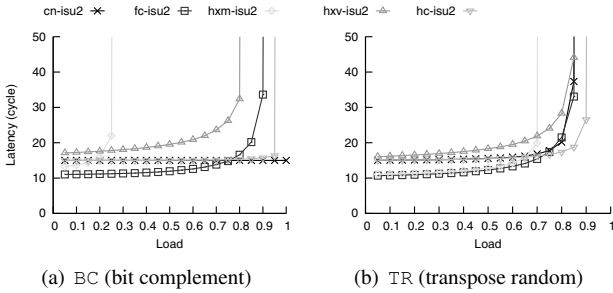 cn-isu2 fc-isu2 hxm-isu2 hxv-isu2 hc-isu2
50
40
30
20
10
0
Latency (cycle)
0 0.1 0.2 0.3 0.4 0.5 0.6 0.7 0.8 0.9 1
Load
50
40
30
20
10
0
0 0.1 0.2 0.3 0.4 0.5 0.6 0.7 0.8 0.9 1
Load
(a) BC (bit complement)
(b) TR (transpose random)